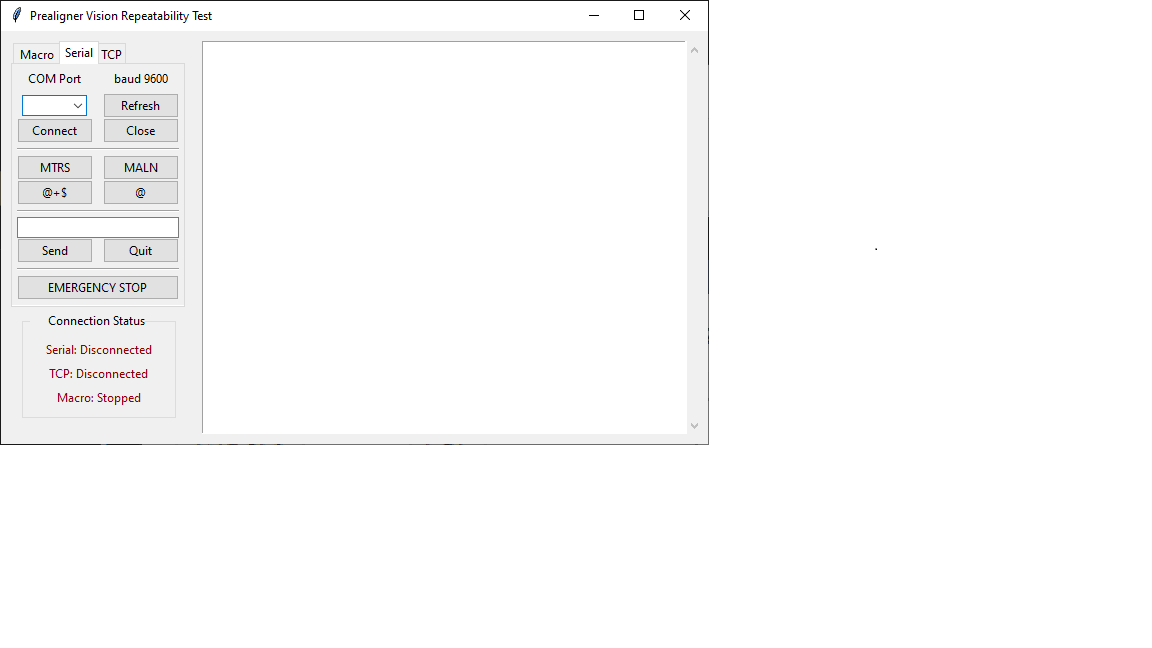 Prealigner Vision Repeatability Test
Macro Serial TCP
COM Port baud 9600
Refresh
Connect Close
MTRS MALN
@+$ @
Send Quit
EMERGENCY STOP
Connection Status
Serial: Disconnected
TCP: Disconnected
Macro: Stopped